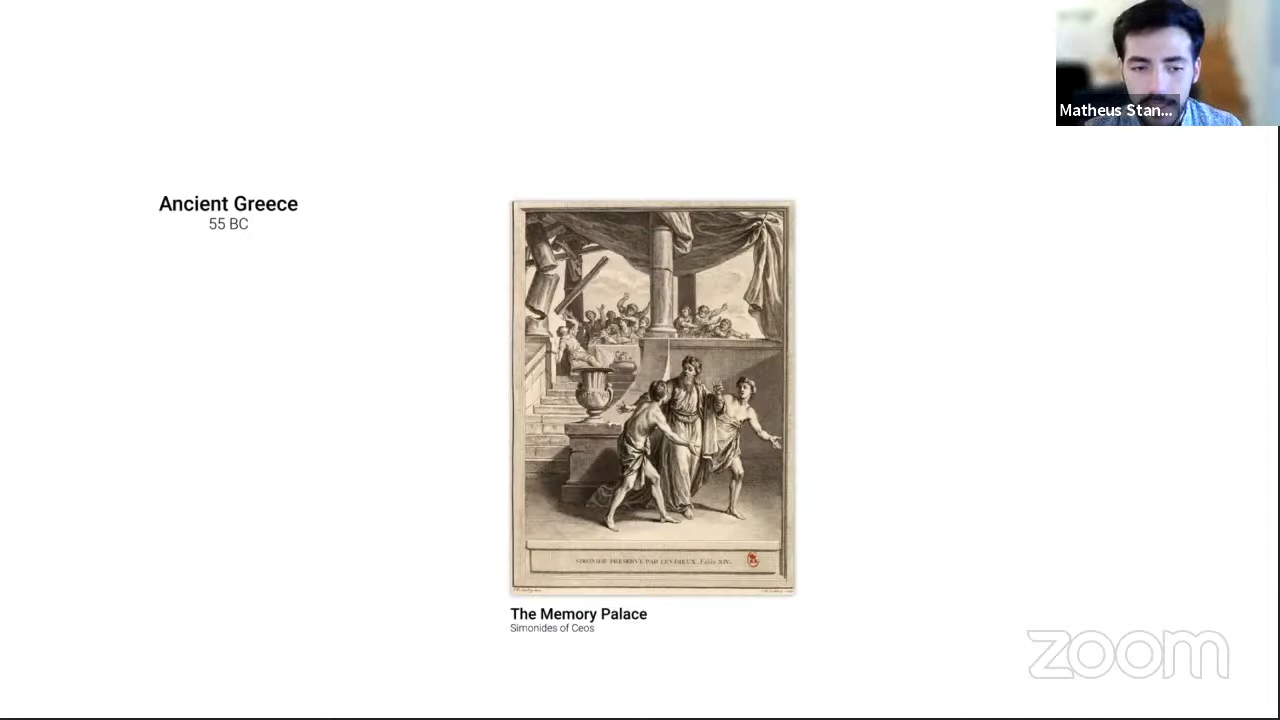 Matheus Stan...
Ancient Greece
55 BC
SIMONIDE PRESERVÉ PAR LES DIEUX. Fable XIV.
The Memory Palace
Simonides of Ceos
zoom